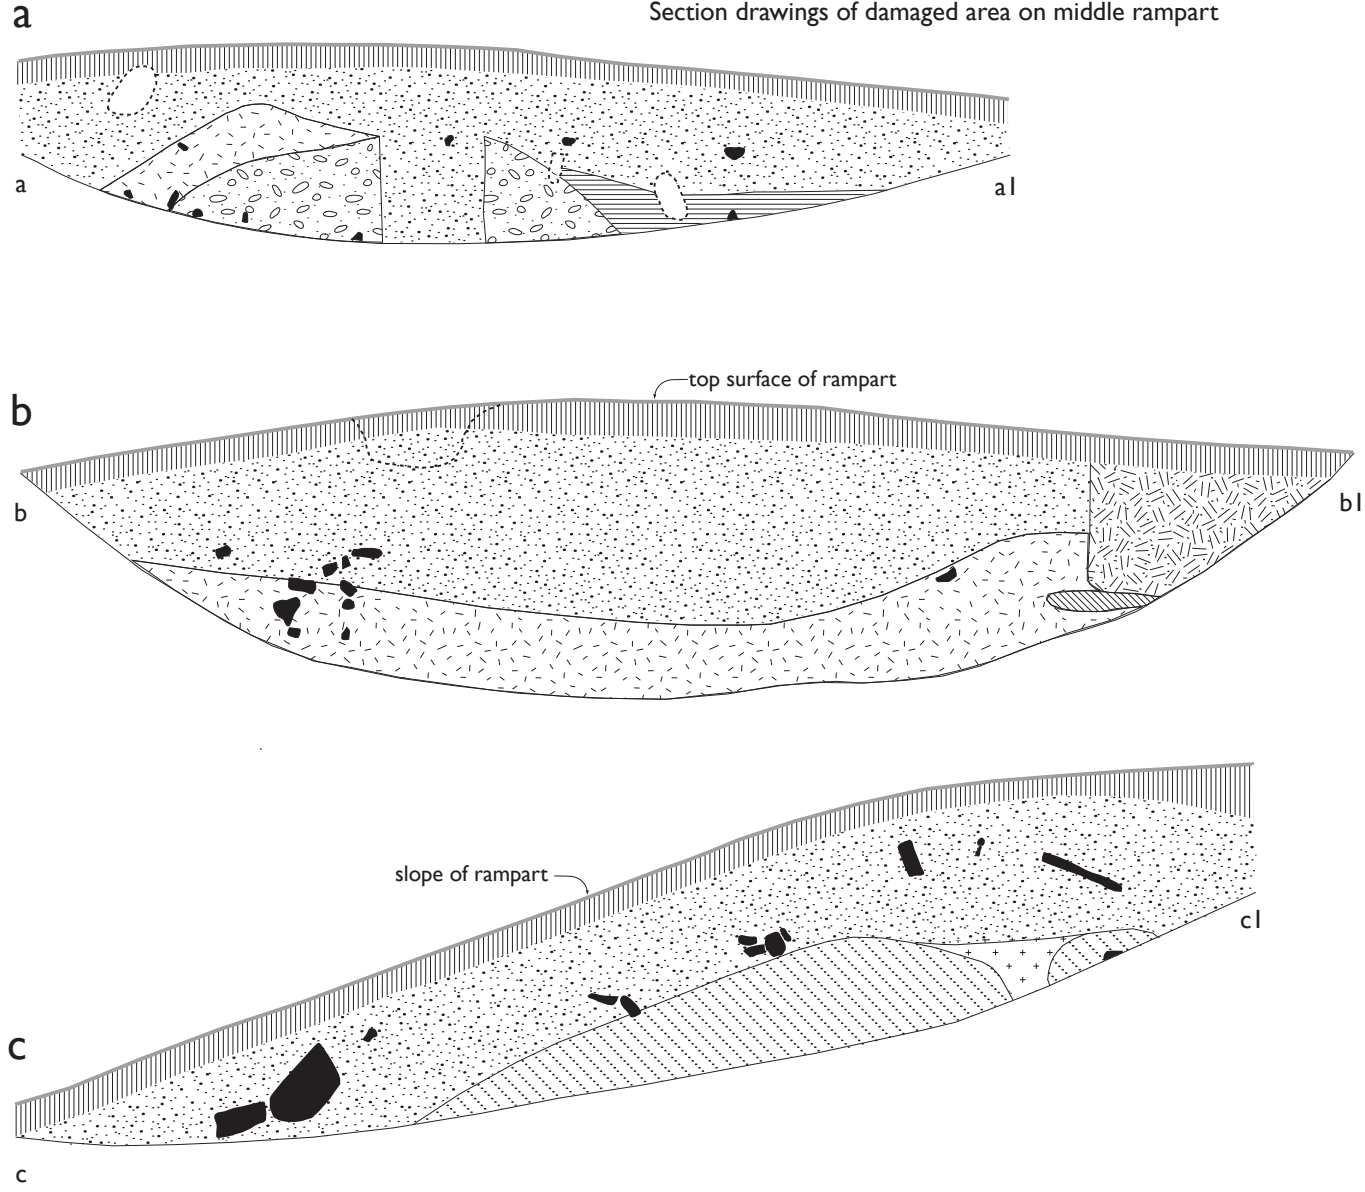 a
Section drawings of damaged area on middle rampart
a
a1
top surface of rampart
b
b
b1
slope of rampart
c1
c
c